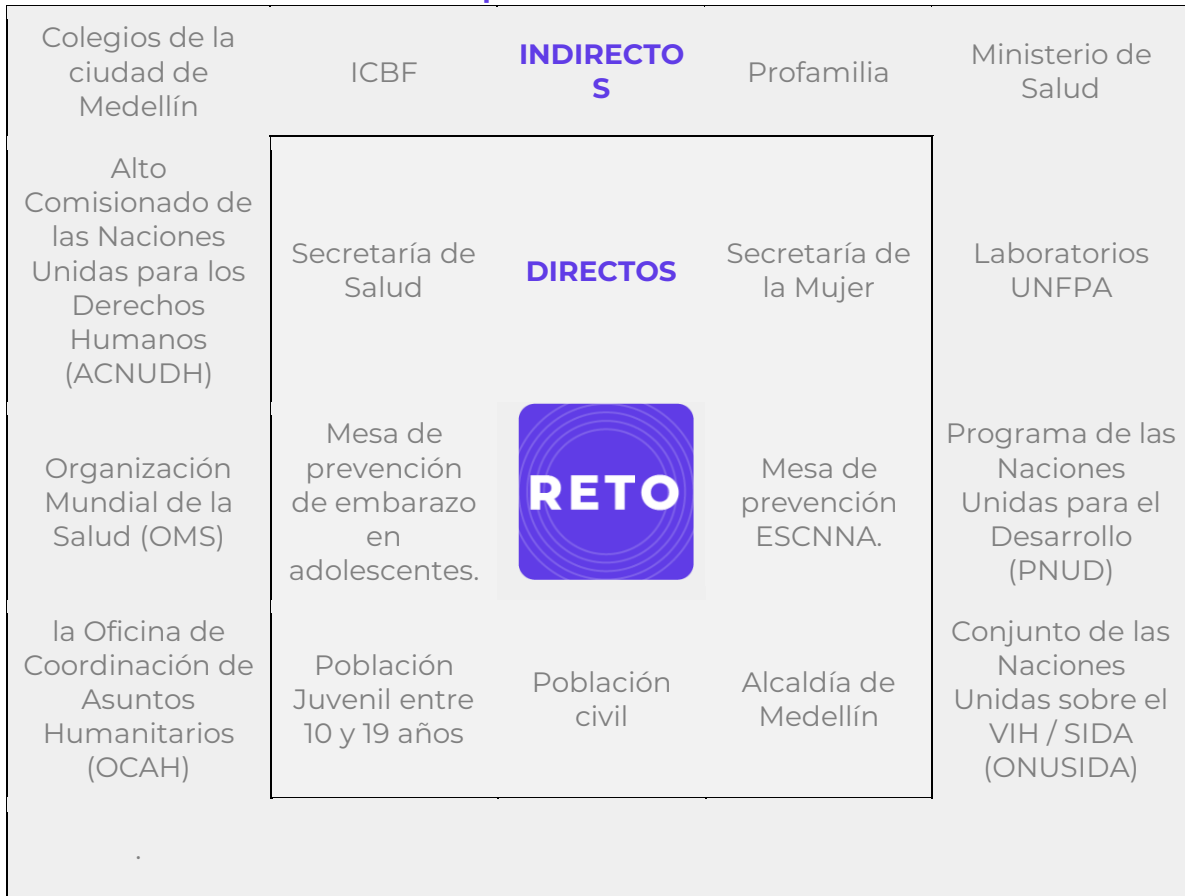 Colegios de la
ciudad de
Medellín
ICBF
INDIRECTO
S
Profamilia
Ministerio de
Salud
Alto
Comisionado de
las Naciones
Unidas para los
Derechos
Humanos
(ACNUDH)
Secretaría de
Salud
DIRECTOS
Secretaría de
la Mujer
Laboratorios
UNFPA
Organización
Mundial de la
Salud (OMS)
Mesa de
prevención
de embarazo
en
adolescentes.
RETO
Mesa de
prevención
ESCNNA.
Programa de las
Naciones
Unidas para el
Desarrollo
(PNUD)
la Oficina de
Coordinación de
Asuntos
Humanitarios
(OCAH)
Población
Juvenil entre
10 y 19 años
Población
civil
Alcaldía de
Medellín
Conjunto de las
Naciones
Unidas sobre el
VIH / SIDA
(ONUSIDA)
.